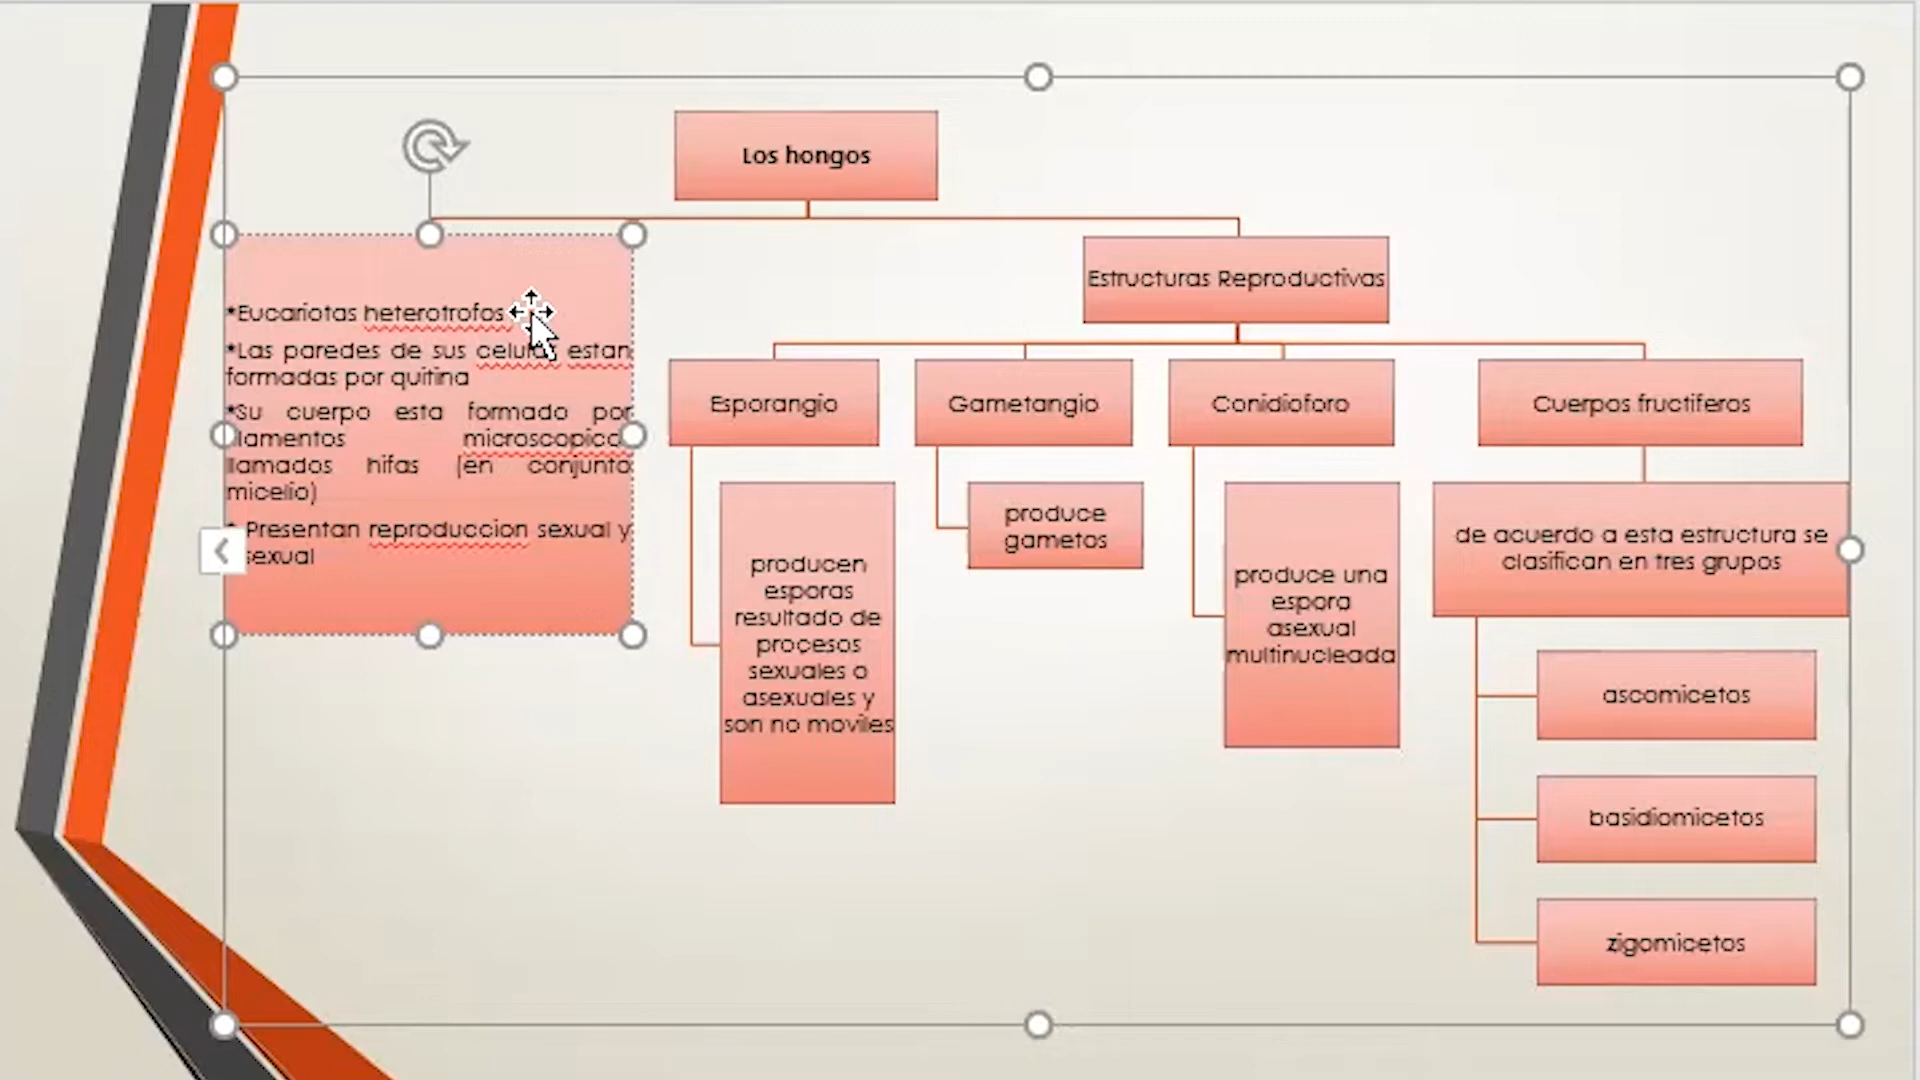 Los hongos
*Eucariotas heterotrofos
*Las paredes de sus celulas estan
formadas por quitina
*Su cuerpo esta formado por
llamados hifas (en conjunto
micelio)
* Presentan reproduccion sexual y
Estructuras Reproductivas
Esporangio
producen
esporas
resultado de
procesos
sexuales o
asexuales y
son no moviles
Gametangio
produce
gametos
Conidioforo
produce una
espora
asexual
multinucleada
Cuerpos fructiferos
de acuerdo a esta estructura se
clasifican en tres grupos
ascomicetos
basidiomicetos
zigomicetos